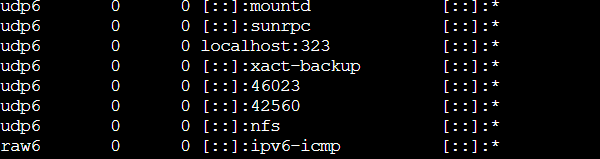 udp6 0 0 [::]:mountd [::]:*
udp6 0 0 [::]:sunrpc [::]:*
udp6 0 0 localhost:323 [::]:*
udp6 0 0 [::]:xact-backup [::]:*
udp6 0 0 [::]:46023 [::]:*
udp6 0 0 [::]:42560 [::]:*
udp6 0 0 [::]:nfs [::]:*
raw6 0 0 [::]:ipv6-icmp [::]:*